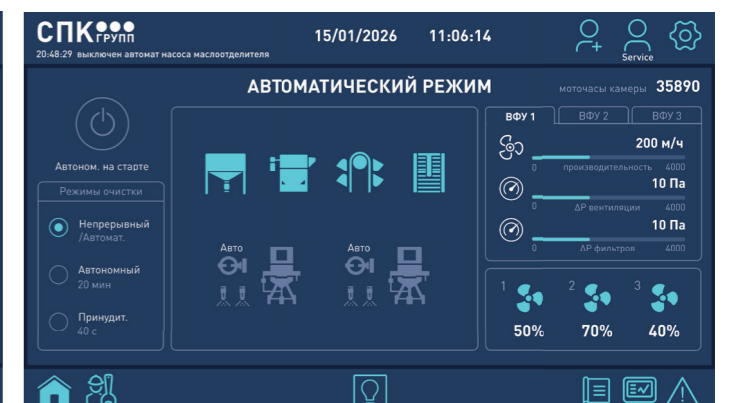 СПК ГРУПП
20:48:29 выключен автомат насоса маслоотделителя
15/01/2026 11:06:14
Service
АВТОМАТИЧЕСКИЙ РЕЖИМ
моточасы камеры 35890
Автоном. на старте
Режимы очистки
Непрерывный
/Автомат.
Автономный
20 мин
Принудит.
40 с
Авто
Авто
ВФУ 1
ВФУ 2
ВФУ 3
200 м/ч
0 производительность 4000
10 Па
0 ΔP вентиляции 4000
10 Па
0 ΔP фильтров 4000
1 2 3
50% 70% 40%